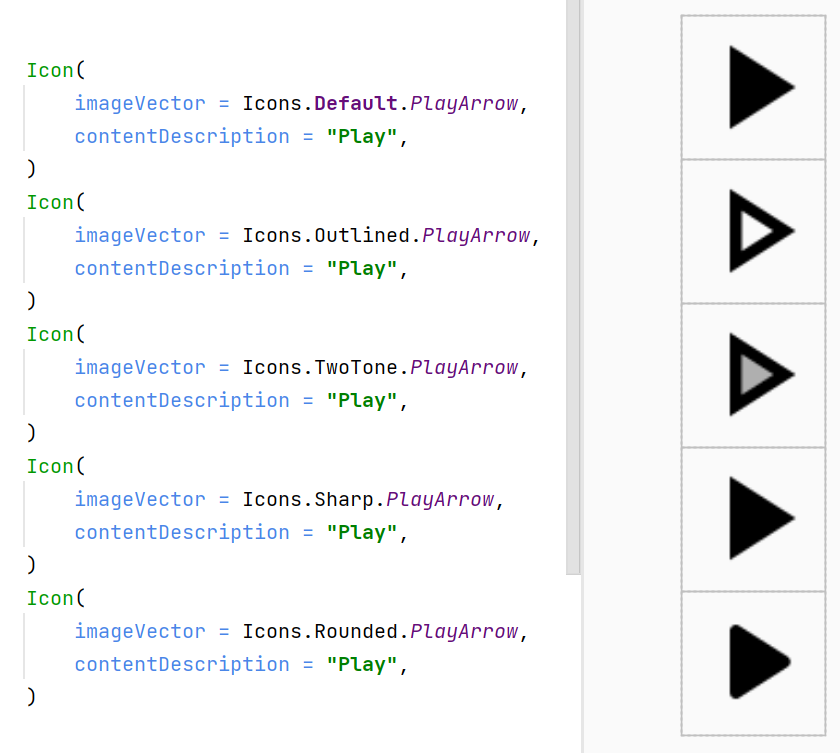 Icon(
    imageVector = Icons.Default.PlayArrow,
    contentDescription = "Play",
)
Icon(
    imageVector = Icons.Outlined.PlayArrow,
    contentDescription = "Play",
)
Icon(
    imageVector = Icons.TwoTone.PlayArrow,
    contentDescription = "Play",
)
Icon(
    imageVector = Icons.Sharp.PlayArrow,
    contentDescription = "Play",
)
Icon(
    imageVector = Icons.Rounded.PlayArrow,
    contentDescription = "Play",
)